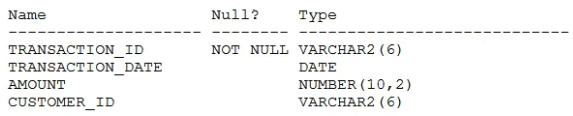 Name Null? Type
-------------------- -------- ----------------------------
TRANSACTION_ID NOT NULL VARCHAR2(6)
TRANSACTION_DATE DATE
AMOUNT NUMBER(10,2)
CUSTOMER_ID VARCHAR2(6)